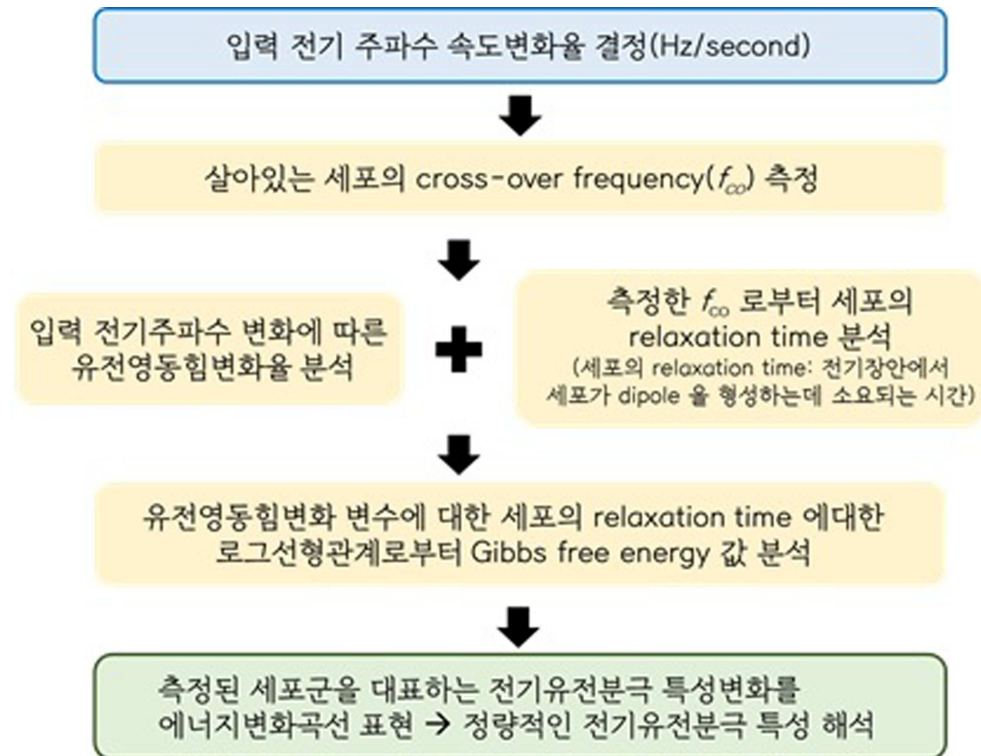 입력 전기 주파수 속도변화율 결정(Hz/second)
살아있는 세포의 cross-over frequency(fco) 측정
입력 전기주파수 변화에 따른
유전영동힘변화율 분석
측정한 fco 로부터 세포의
relaxation time 분석
(세포의 relaxation time: 전기장안에서
세포가 dipole 을 형성하는데 소요되는 시간)
유전영동힘변화 변수에 대한 세포의 relaxation time 에대한
로그선형관계로부터 Gibbs free energy 값 분석
측정된 세포군을 대표하는 전기유전분극 특성변화를
에너지변화곡선 표현 → 정량적인 전기유전분극 특성 해석